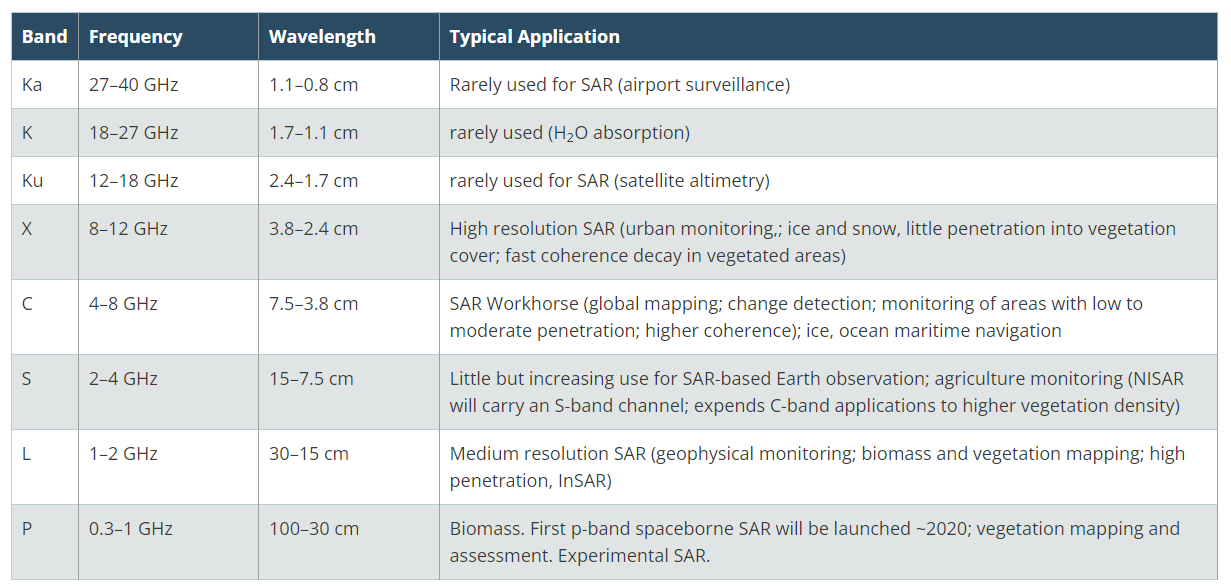 Band Frequency Wavelength Typical Application
Ka 27–40 GHz 1.1–0.8 cm Rarely used for SAR (airport surveillance)
K 18–27 GHz 1.7–1.1 cm rarely used (H₂O absorption)
Ku 12–18 GHz 2.4–1.7 cm rarely used for SAR (satellite altimetry)
X 8–12 GHz 3.8–2.4 cm High resolution SAR (urban monitoring,; ice and snow, little penetration into vegetation
cover; fast coherence decay in vegetated areas)
C 4–8 GHz 7.5–3.8 cm SAR Workhorse (global mapping; change detection; monitoring of areas with low to
moderate penetration; higher coherence); ice, ocean maritime navigation
S 2–4 GHz 15–7.5 cm Little but increasing use for SAR-based Earth observation; agriculture monitoring (NISAR
will carry an S-band channel; expends C-band applications to higher vegetation density)
L 1–2 GHz 30–15 cm Medium resolution SAR (geophysical monitoring; biomass and vegetation mapping; high
penetration, InSAR)
P 0.3–1 GHz 100–30 cm Biomass. First p-band spaceborne SAR will be launched ~2020; vegetation mapping and
assessment. Experimental SAR.